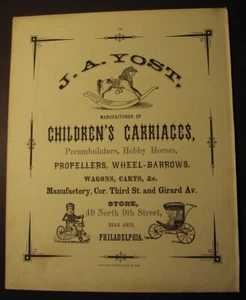 J. A. YOST,
MANUFACTURER OF
CHILDREN'S CARRIAGES,
Perambulators, Hobby Horses,
PROPELLERS, WHEEL-BARROWS,
WAGONS, CARTS, &c.
Manufactory, Cor. Third St. and Girard Av.
STORE,
49 North 9th Street,
NEAR ARCH,
PHILADELPHIA.